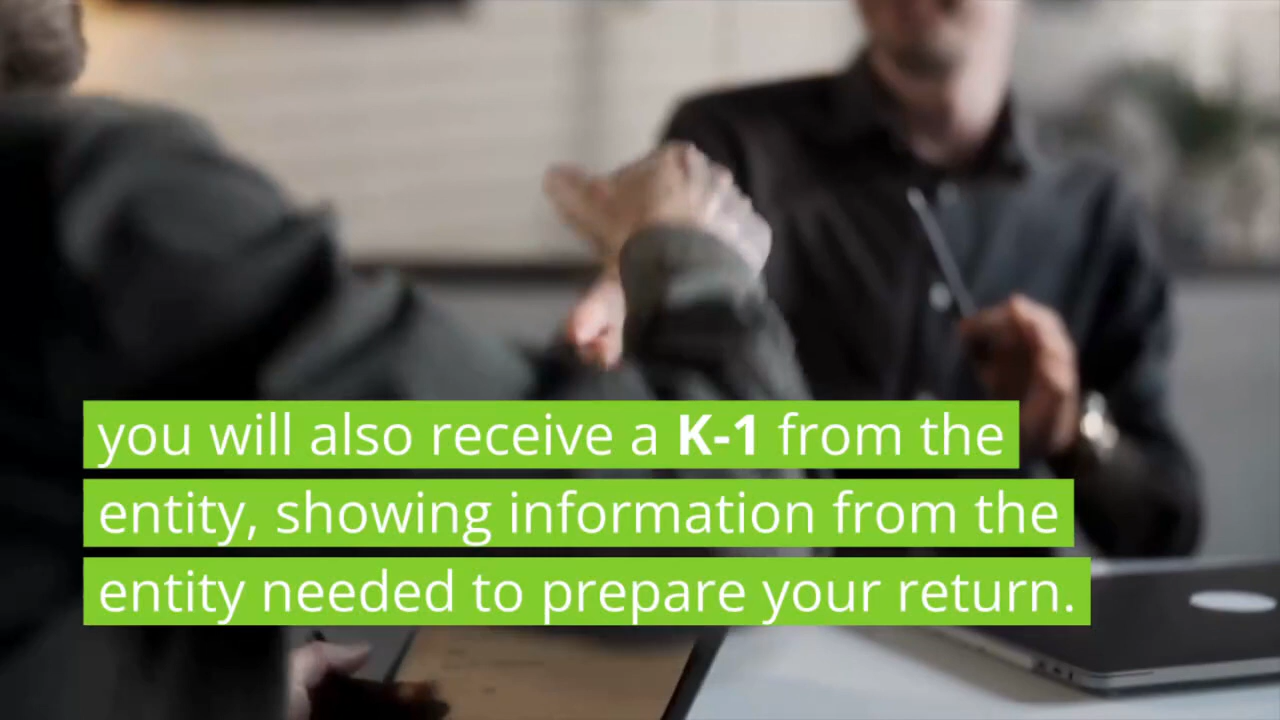 you will also receive a K-1 from the
entity, showing information from the
entity needed to prepare your return.